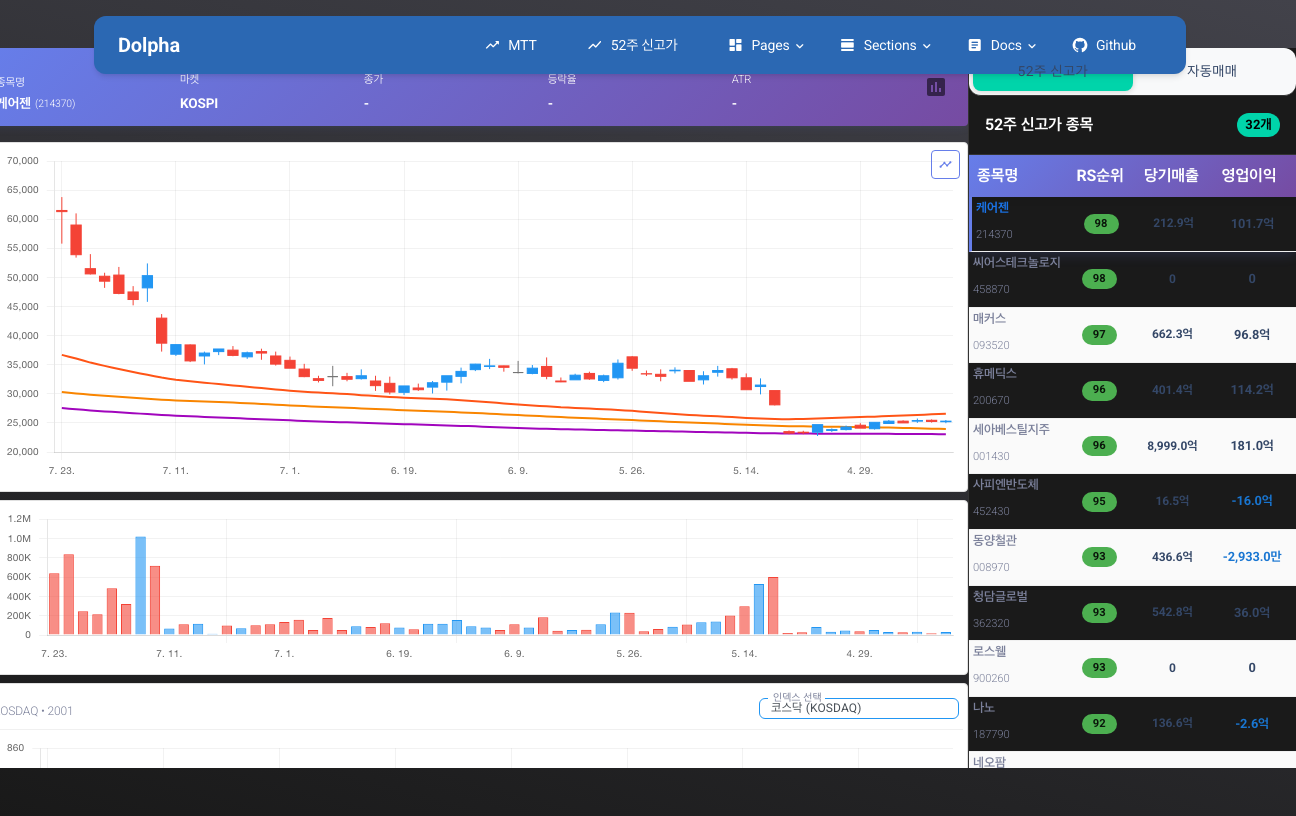 Dolpha MTT 52주 신고가 Pages Sections Docs Github
종목명 마켓 종가 등락율 ATR
케어젠 (214370) KOSPI - - -
52주 신고가 자동매매
52주 신고가 종목 32개
종목명 RS순위 당기매출 영업이익
케어젠
214370 98 212.9억 101.7억
씨어스테크놀로지
458870 98 0 0
매커스
093520 97 662.3억 96.8억
휴메딕스
200670 96 401.4억 114.2억
세아베스틸지주
001430 96 8,999.0억 181.0억
사피엔반도체
452430 95 16.5억 -16.0억
동양철관
008970 93 436.6억 -2,933.0만
청담글로벌
362320 93 542.8억 36.0억
로스웰
900260 93 0 0
나노
187790 92 136.6억 -2.6억
네오팜
70,000
65,000
60,000
55,000
50,000
45,000
40,000
35,000
30,000
25,000
20,000
7. 23. 7. 11. 7. 1. 6. 19. 6. 9. 5. 26. 5. 14. 4. 29.
1.2M
1.0M
800K
600K
400K
200K
0
7. 23. 7. 11. 7. 1. 6. 19. 6. 9. 5. 26. 5. 14. 4. 29.
OSDAQ • 2001
인덱스 선택
코스닥 (KOSDAQ)
860